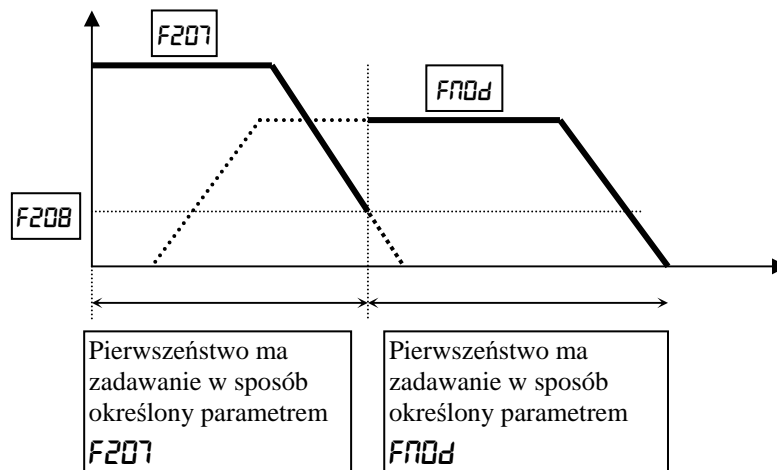 F207
FMOd
F208
Pierwszeństwo ma
zadawanie w sposób
określony parametrem
F207
Pierwszeństwo ma
zadawanie w sposób
określony parametrem
FMOd